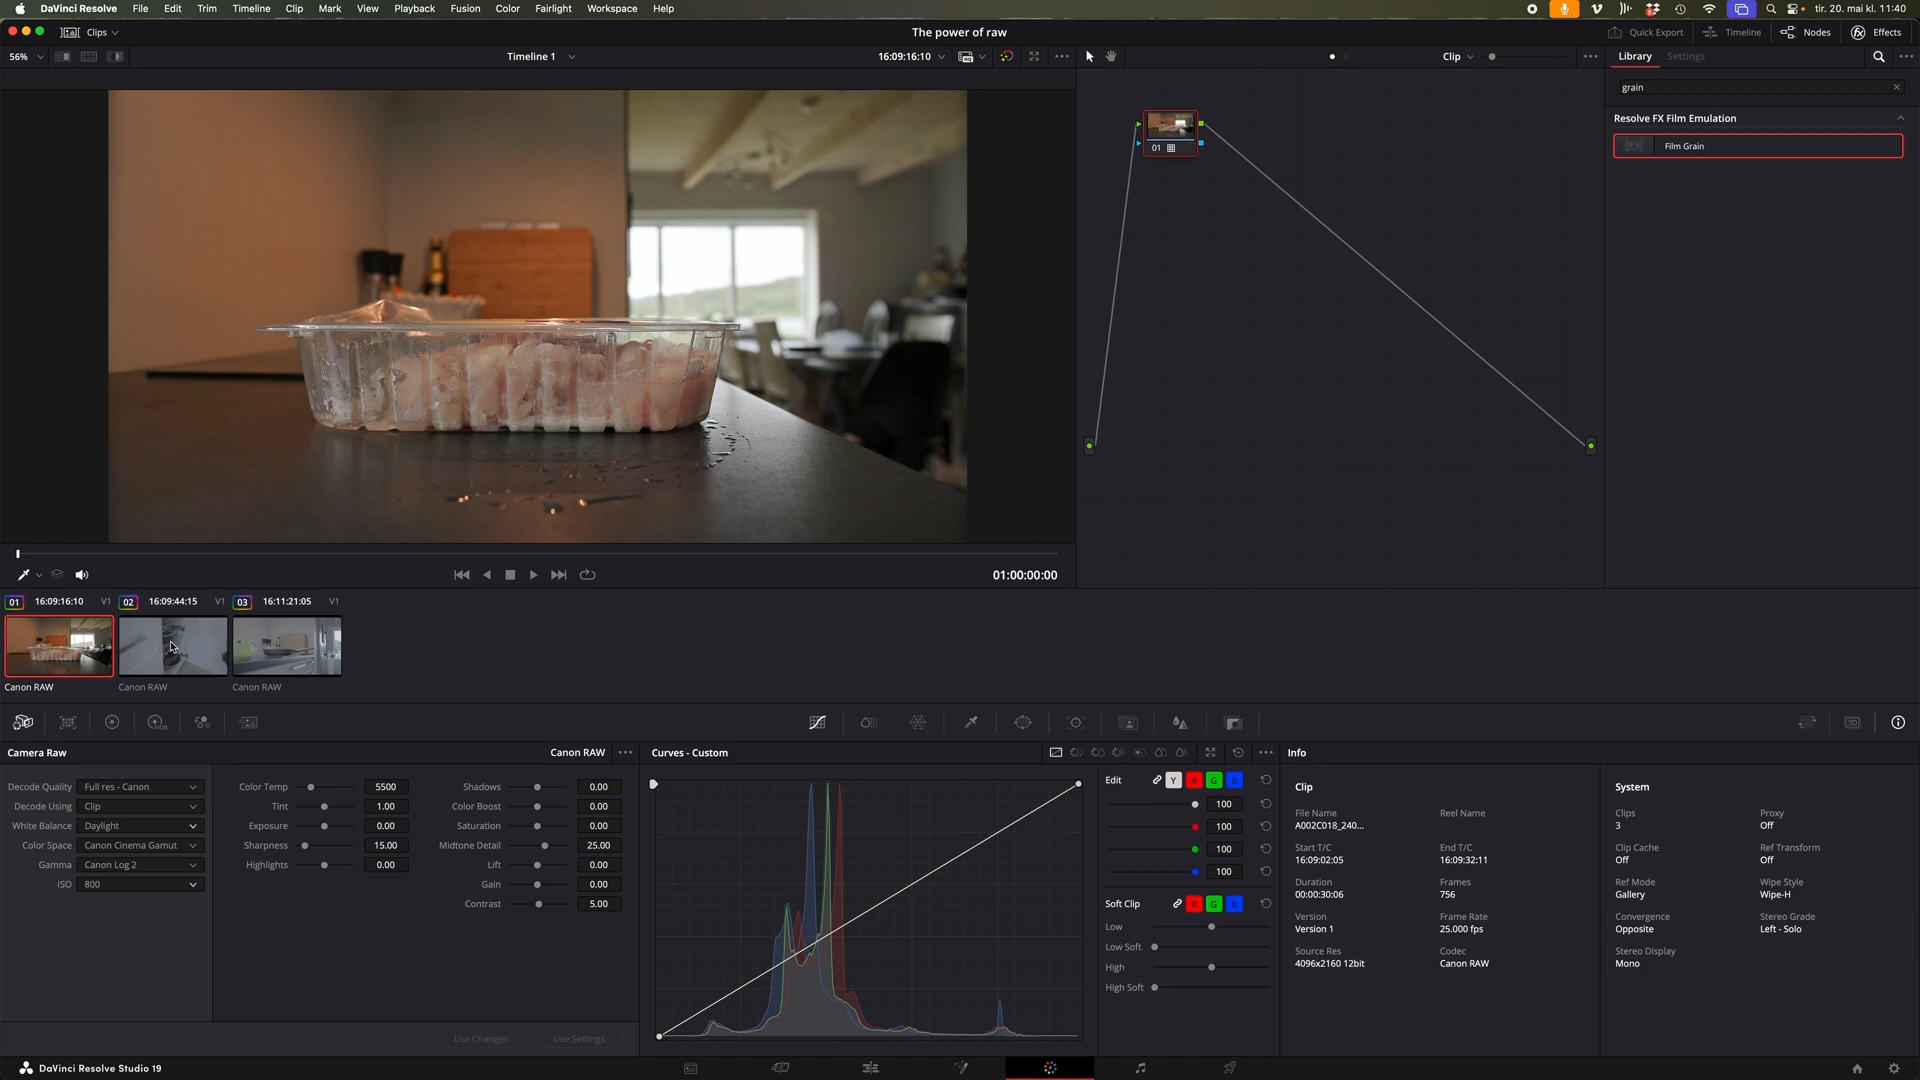 DaVinci Resolve File Edit Trim Timeline Clip Mark View Playback Fusion Color Fairlight Workspace Help tir. 20. mai kl. 11:40
Clips The power of raw Quick Export Timeline Nodes Effects
56% Timeline 1 16:09:16:10 Clip Library Settings
grain
Resolve FX Film Emulation
Film Grain
01
01:00:00:00
01 16:09:16:10 V1 02 16:09:44:15 V1 03 16:11:21:05 V1
Canon RAW Canon RAW Canon RAW
HDR 3D
Camera Raw Canon RAW Curves - Custom Info
Decode Quality Full res - Canon Color Temp 5500 Shadows 0.00 Edit Y R G B Clip System
Decode Using Clip Tint 1.00 Color Boost 0.00 100
White Balance Daylight Exposure 0.00 Saturation 0.00 100
Color Space Canon Cinema Gamut Sharpness 15.00 Midtone Detail 25.00 100
Gamma Canon Log 2 Highlights 0.00 Lift 0.00 100
ISO 800 Gain 0.00
Contrast 5.00
Soft Clip R G B
Low
Low Soft
High
High Soft
File Name Reel Name Clips Proxy
A002C018_240... 3 Off
Start T/C End T/C Clip Cache Ref Transform
16:09:02:05 16:09:32:11 Off Off
Duration Frames Ref Mode Wipe Style
00:00:30:06 756 Gallery Wipe-H
Version Frame Rate Convergence Stereo Grade
Version 1 25.000 fps Opposite Left - Solo
Source Res Codec Stereo Display
4096x2160 12bit Canon RAW Mono
Use Changes Use Settings
DaVinci Resolve Studio 19